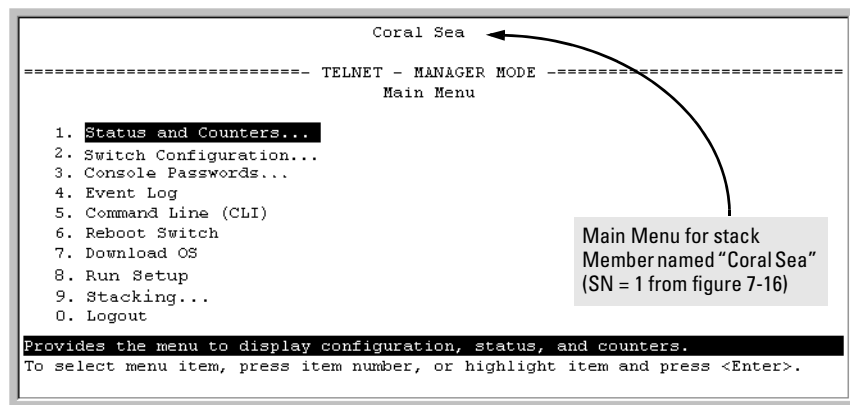 Coral Sea
==========================- TELNET - MANAGER MODE -===========================
Main Menu
1. Status and Counters...
2. Switch Configuration...
3. Console Passwords...
4. Event Log
5. Command Line (CLI)
6. Reboot Switch
7. Download OS
8. Run Setup
9. Stacking...
0. Logout
Main Menu for stack
Member named “Coral Sea”
(SN = 1 from figure 7-16)
Provides the menu to display configuration, status, and counters.
To select menu item, press item number, or highlight item and press <Enter>.